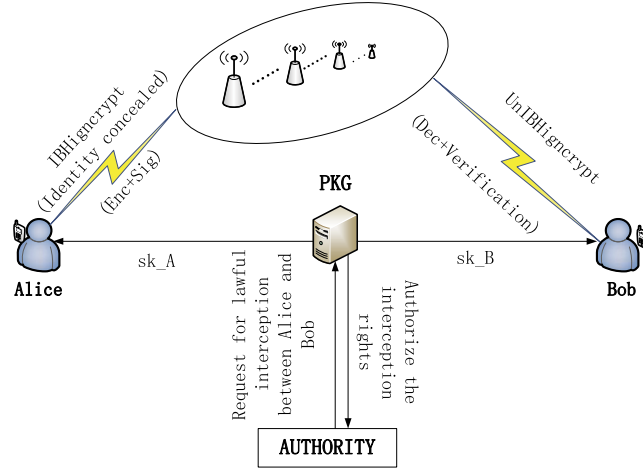 IBHigncrypt
(Identity concealed)
(Enc+Sig)
UnIBHigncrypt
(Dec+Verification)
PKG
sk_A
sk_B
Alice
Bob
Request for lawful
interception
between Alice and
Bob
Authorize the
interception
rights
AUTHORITY